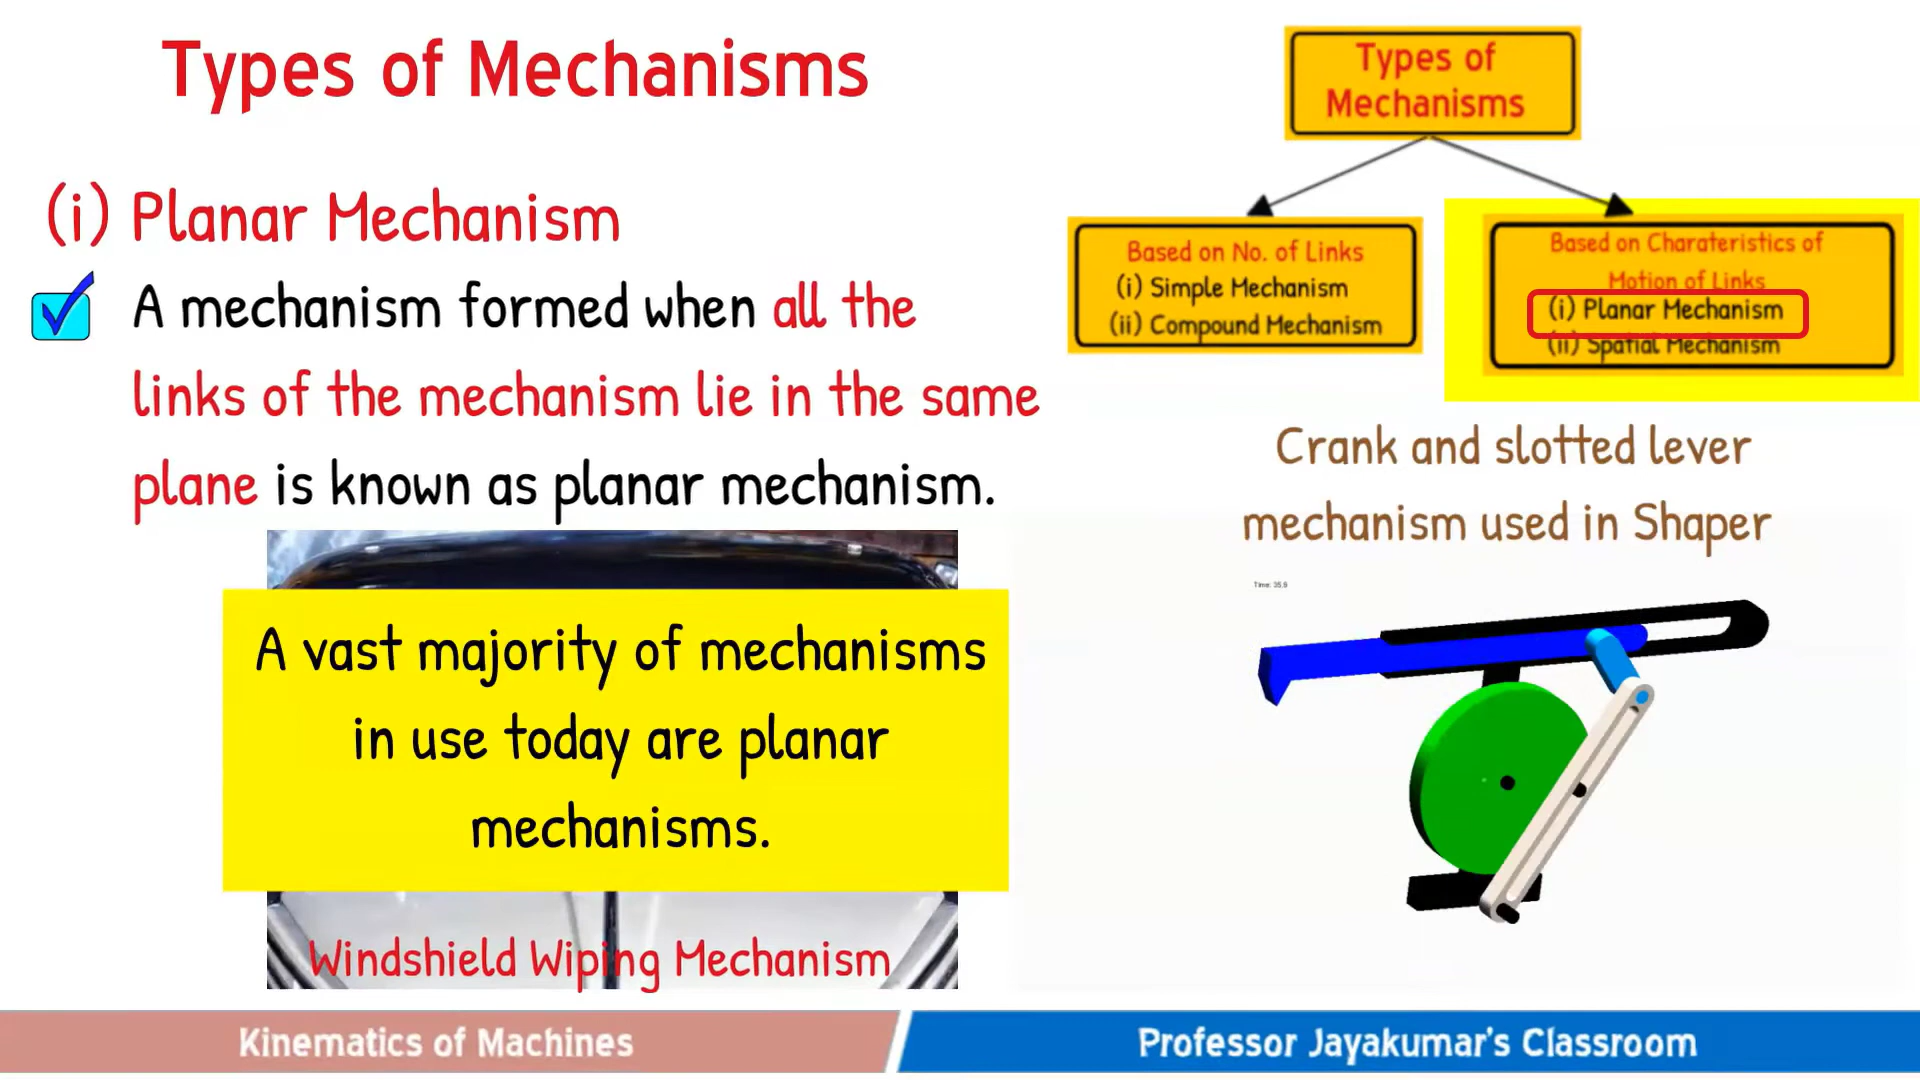 Types of Mechanisms
(i) Planar Mechanism
A mechanism formed when all the
links of the mechanism lie in the same
plane is known as planar mechanism.
A vast majority of mechanisms
in use today are planar
mechanisms.
Windshield Wiping Mechanism
Types of
Mechanisms
Based on No. of Links
(i) Simple Mechanism
(ii) Compound Mechanism
Based on Charateristics of
Motion of Links
(i) Planar Mechanism
(ii) Spatial Mechanism
Crank and slotted lever
mechanism used in Shaper
Time: 35.9
Kinematics of Machines
Professor Jayakumar's Classroom